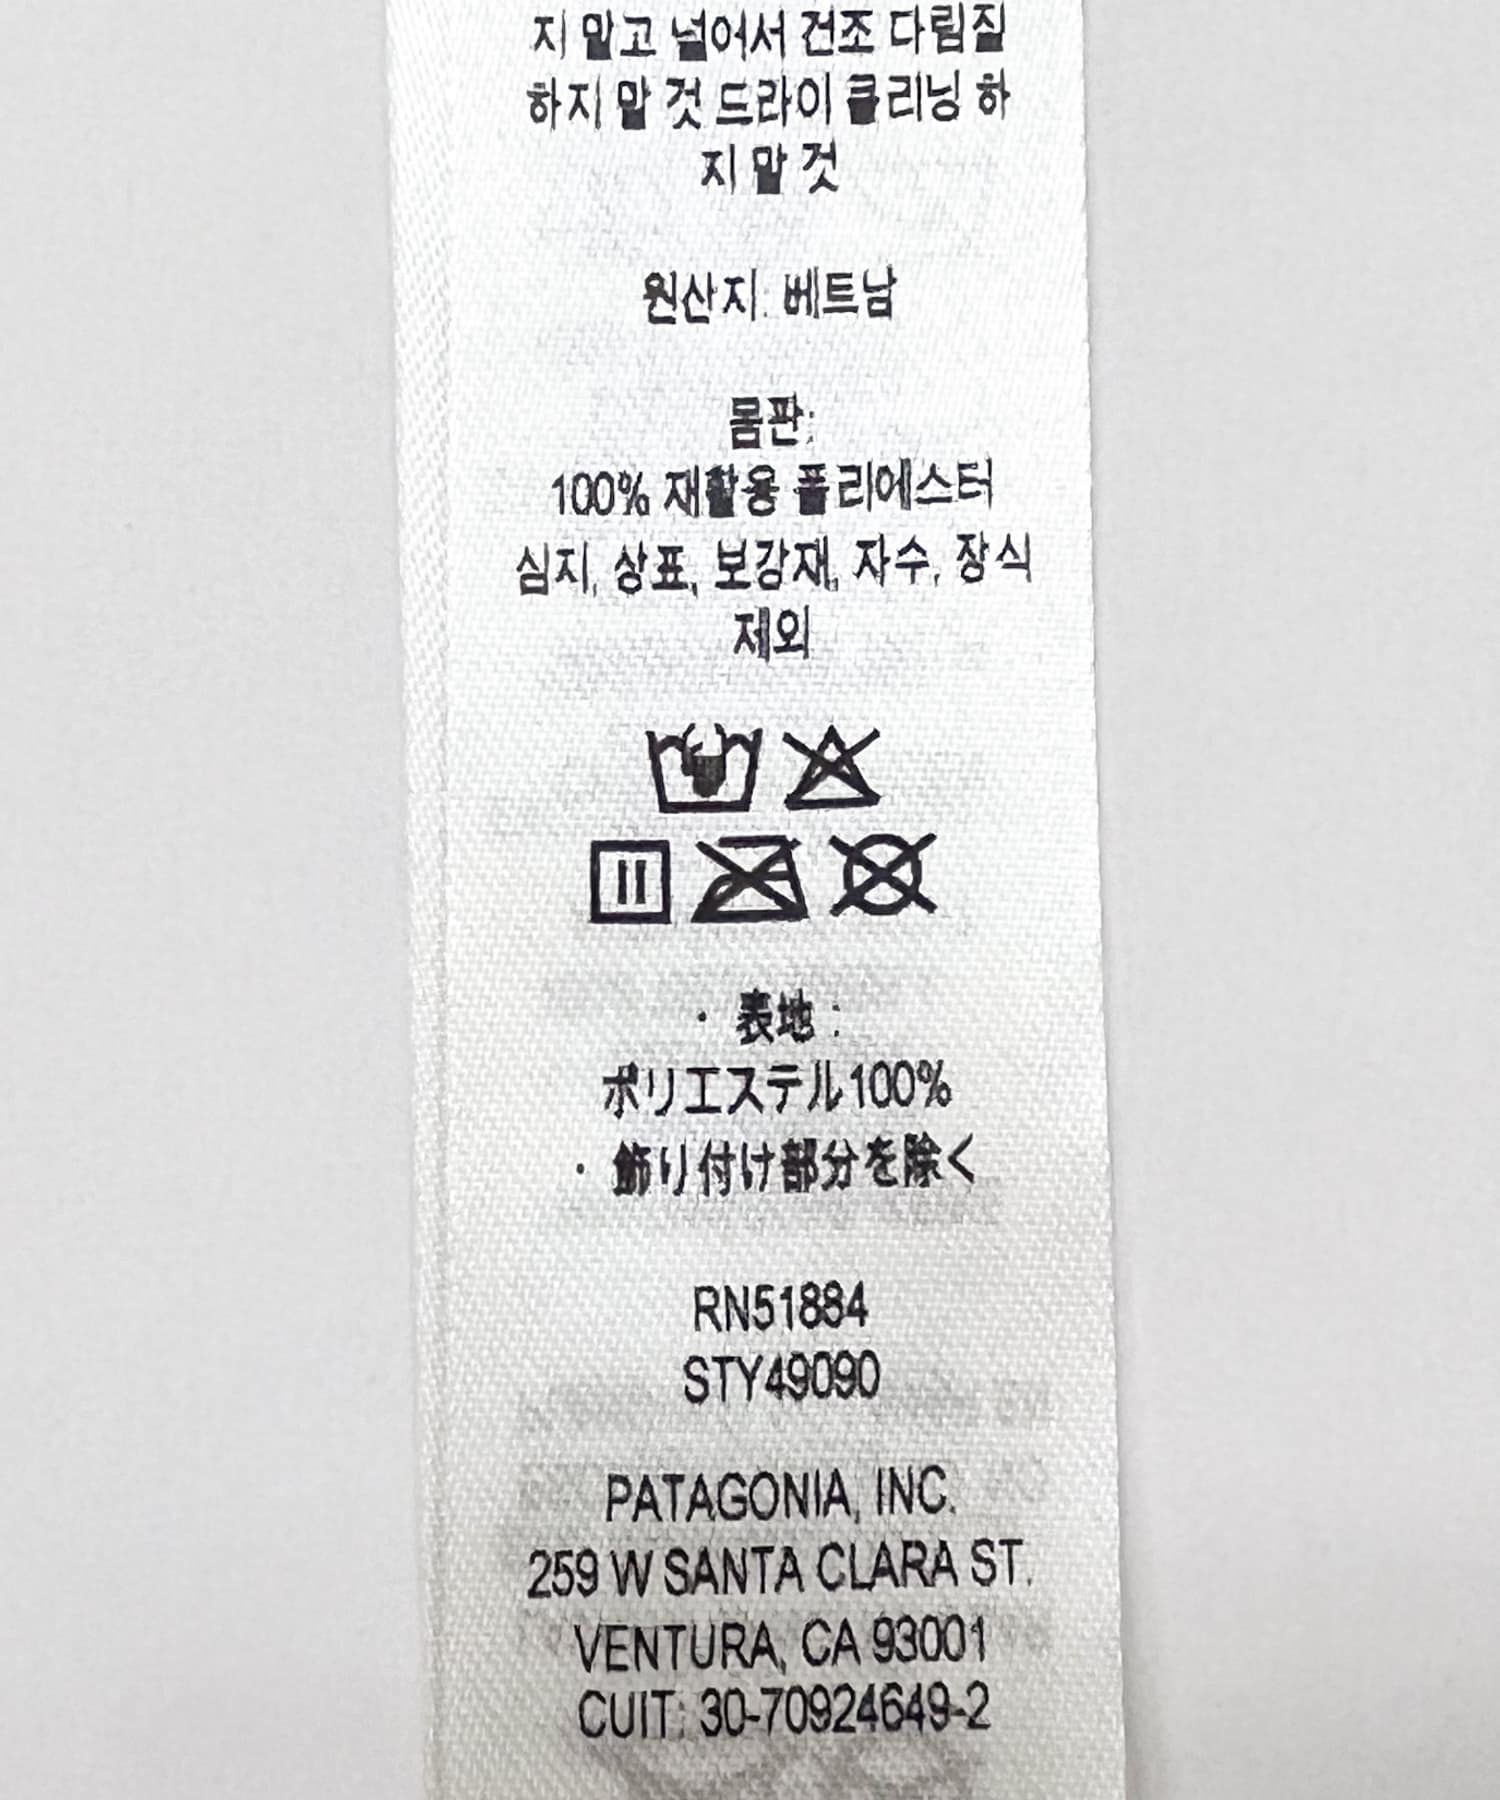 지 말고 널어서 건조 다림질
하지 말 것 드라이 클리닝 하
지 말 것
원산지: 베트남
몸판:
100% 재활용 폴리에스터
심지, 상표, 보강재, 자수, 장식
제외
・表地：
ポリエステル100%
・飾り付け部分を除く
RN51884
STY49090
PATAGONIA, INC.
259 W SANTA CLARA ST.
VENTURA, CA 93001
CUIT: 30-70924649-2